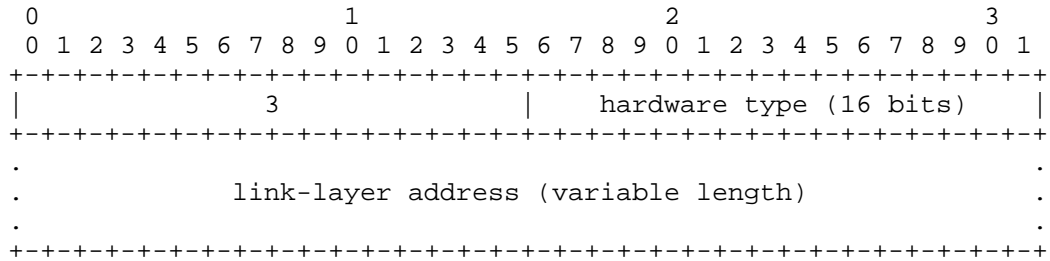 0                   1                   2                   3
 0 1 2 3 4 5 6 7 8 9 0 1 2 3 4 5 6 7 8 9 0 1 2 3 4 5 6 7 8 9 0 1
+-+-+-+-+-+-+-+-+-+-+-+-+-+-+-+-+-+-+-+-+-+-+-+-+-+-+-+-+-+-+-+-+
|               3               |    hardware type (16 bits)    |
+-+-+-+-+-+-+-+-+-+-+-+-+-+-+-+-+-+-+-+-+-+-+-+-+-+-+-+-+-+-+-+-+
.                                                               .
.             link-layer address (variable length)              .
.                                                               .
+-+-+-+-+-+-+-+-+-+-+-+-+-+-+-+-+-+-+-+-+-+-+-+-+-+-+-+-+-+-+-+-+